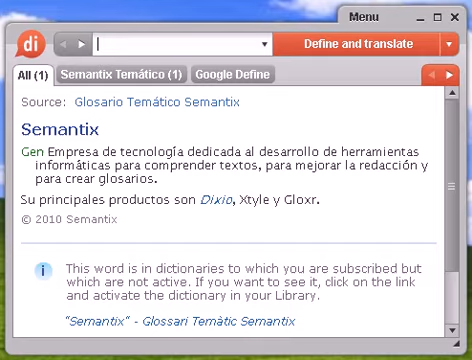 Menu
di
Define and translate
All (1) Semantix Temático (1) Google Define
Source: Glosario Temático Semantix
Semantix
Gen Empresa de tecnología dedicada al desarrollo de herramientas
informáticas para comprender textos, para mejorar la redacción y
para crear glosarios.
Su principales productos son Dixio, Xtyle y Gloxr.
© 2010 Semantix
i
This word is in dictionaries to which you are subscribed but
which are not active. If you want to see it, click on the link
and activate the dictionary in your Library.
"Semantix" - Glossari Temàtic Semantix